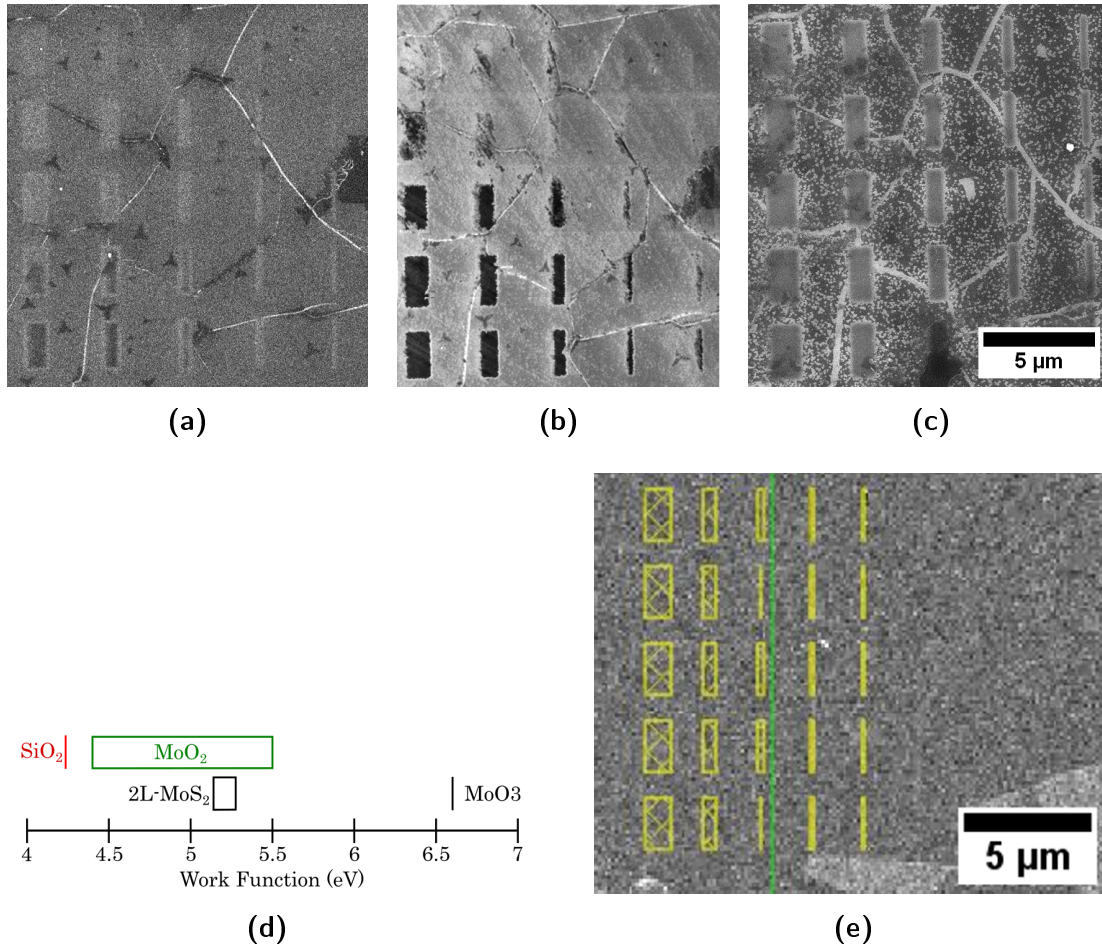 5 µm
(a)
(b)
(c)
SiO₂
MoO₂
2L-MoS₂
MoO3
4
4.5
5
5.5
6
6.5
7
Work Function (eV)
5 µm
(d)
(e)